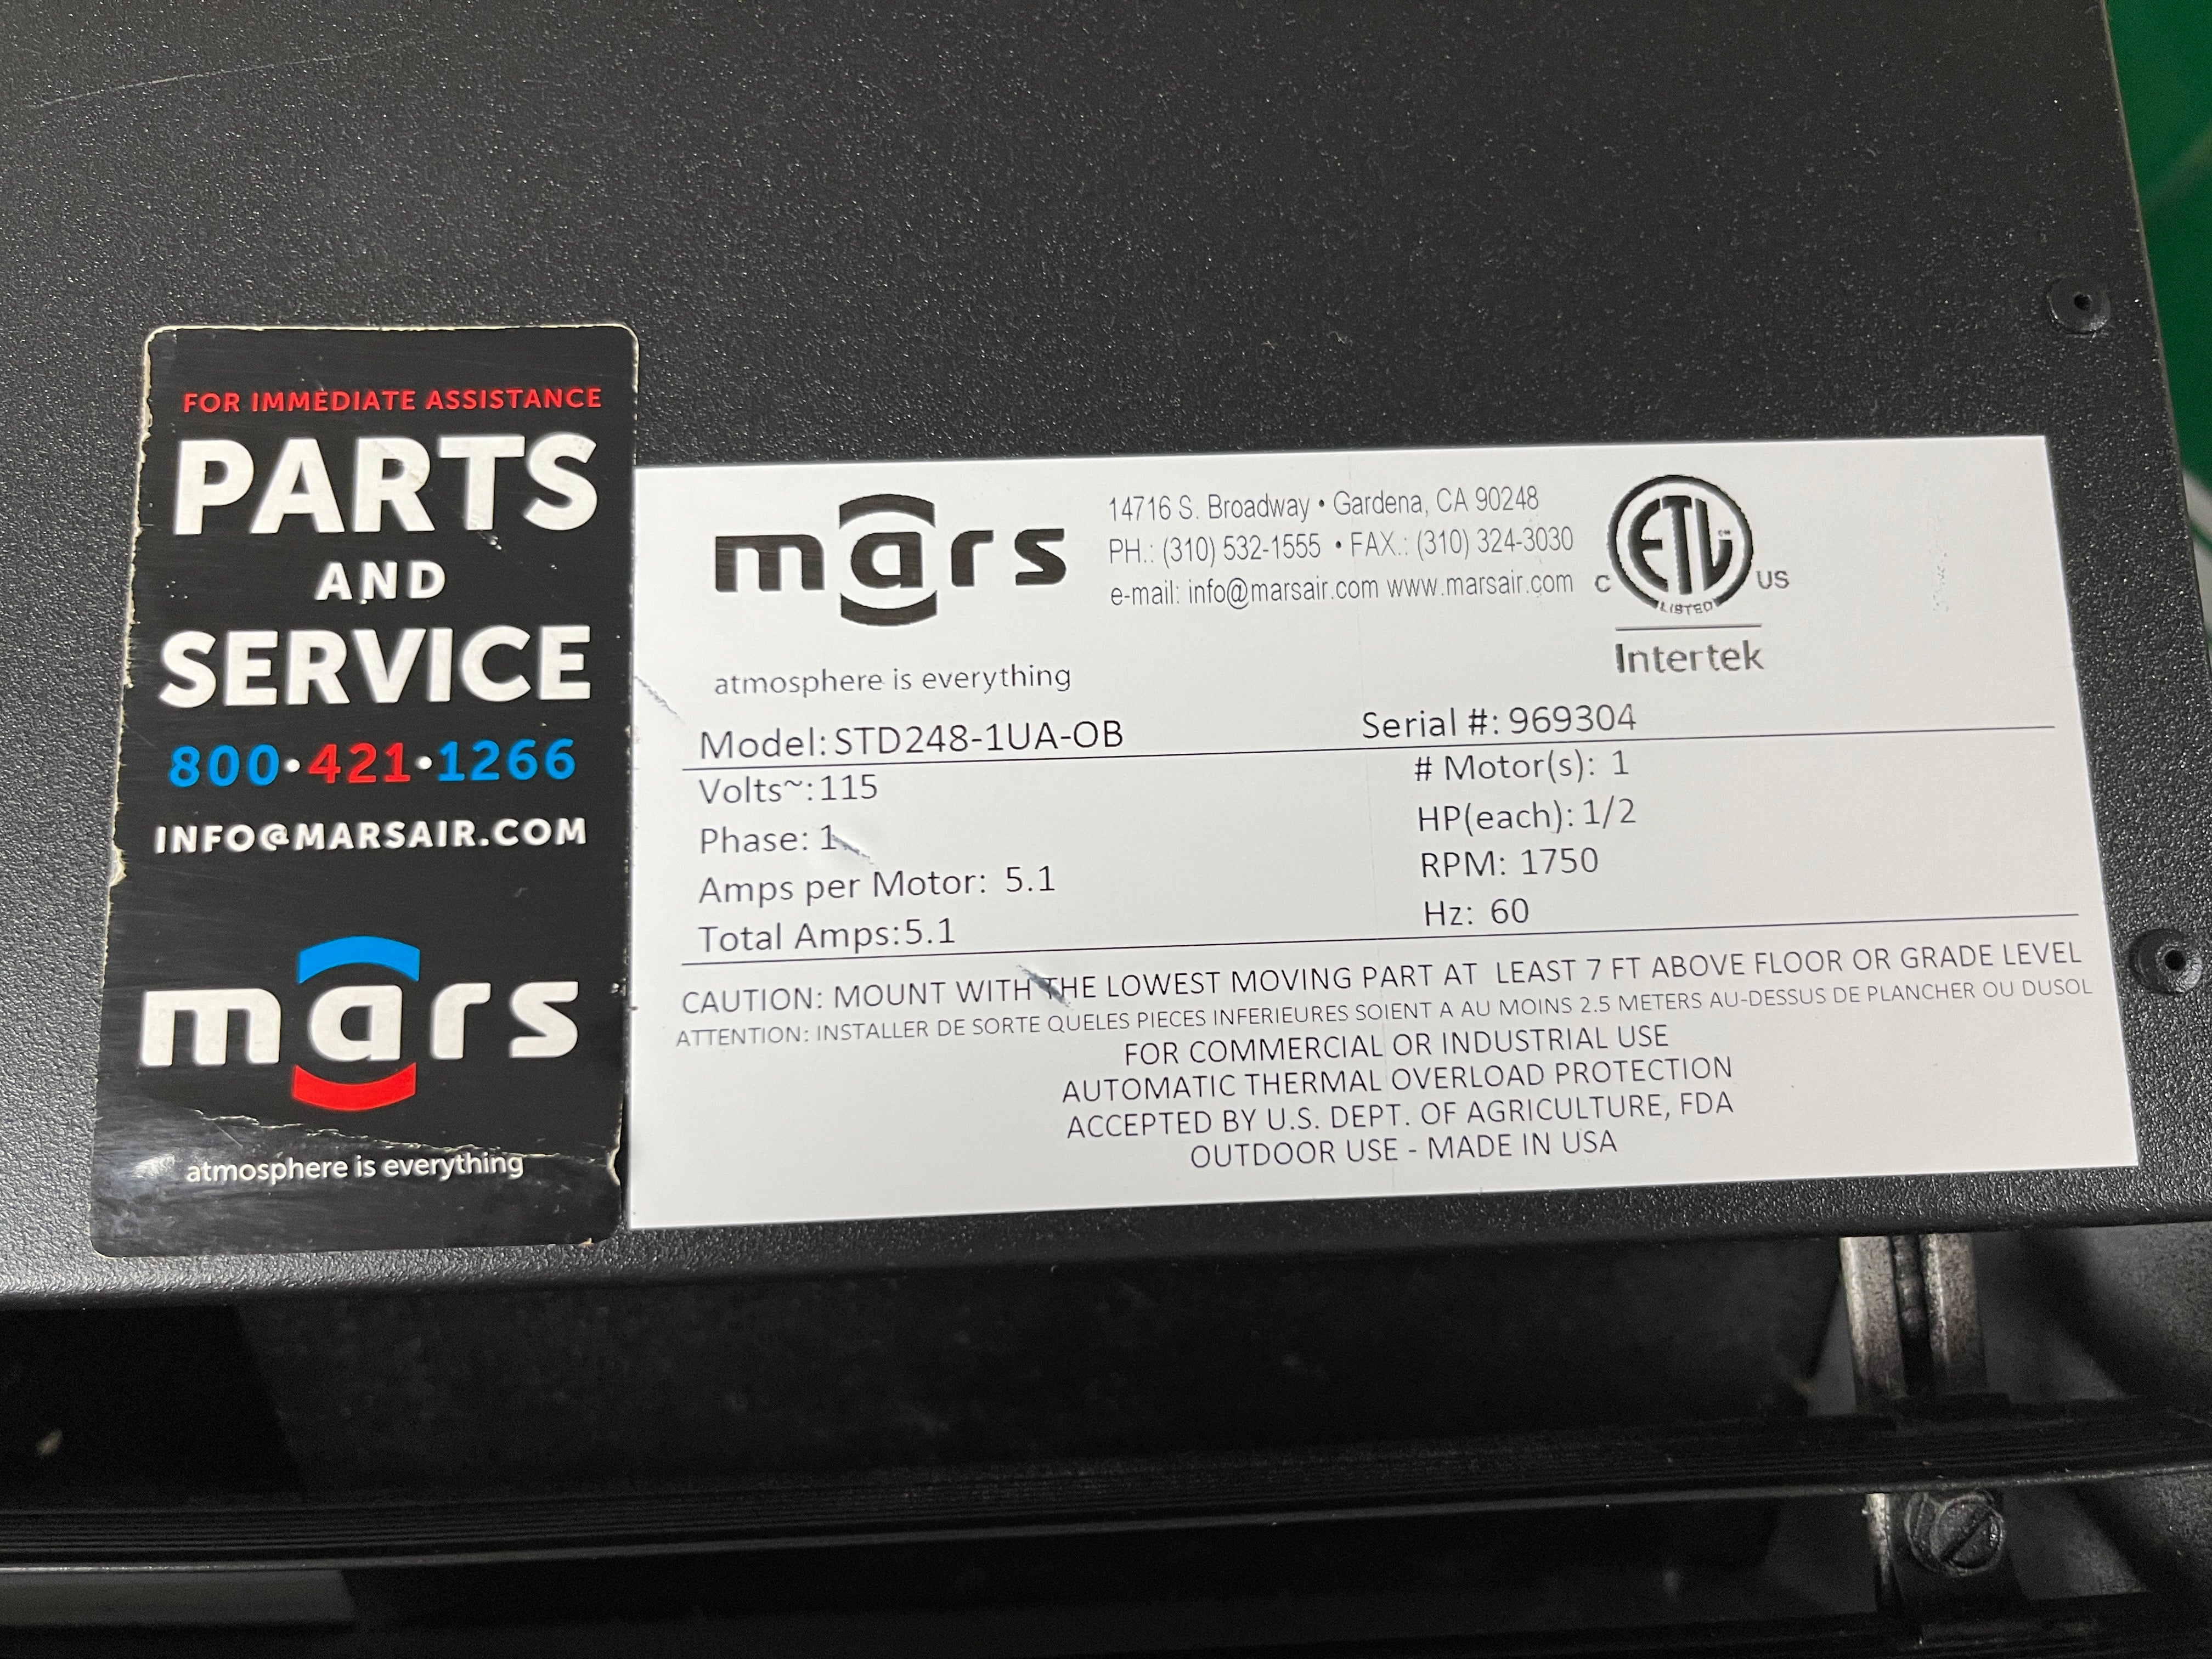 FOR IMMEDIATE ASSISTANCE
PARTS
AND
SERVICE
800•421•1266
INFO@MARSAIR.COM
mars
atmosphere is everything
mars
atmosphere is everything
14716 S. Broadway • Gardena, CA 90248
PH.: (310) 532-1555 • FAX.: (310) 324-3030
e-mail: info@marsair.com www.marsair.com
C ETL US
LISTED
Intertek
Model: STD248-1UA-OB Serial #: 969304
Volts~: 115 # Motor(s): 1
Phase: 1 HP(each): 1/2
Amps per Motor: 5.1 RPM: 1750
Total Amps: 5.1 Hz: 60
CAUTION: MOUNT WITH THE LOWEST MOVING PART AT LEAST 7 FT ABOVE FLOOR OR GRADE LEVEL
ATTENTION: INSTALLER DE SORTE QUELES PIECES INFERIEURES SOIENT A AU MOINS 2.5 METERS AU-DESSUS DE PLANCHER OU DUSOL
FOR COMMERCIAL OR INDUSTRIAL USE
AUTOMATIC THERMAL OVERLOAD PROTECTION
ACCEPTED BY U.S. DEPT. OF AGRICULTURE, FDA
OUTDOOR USE - MADE IN USA